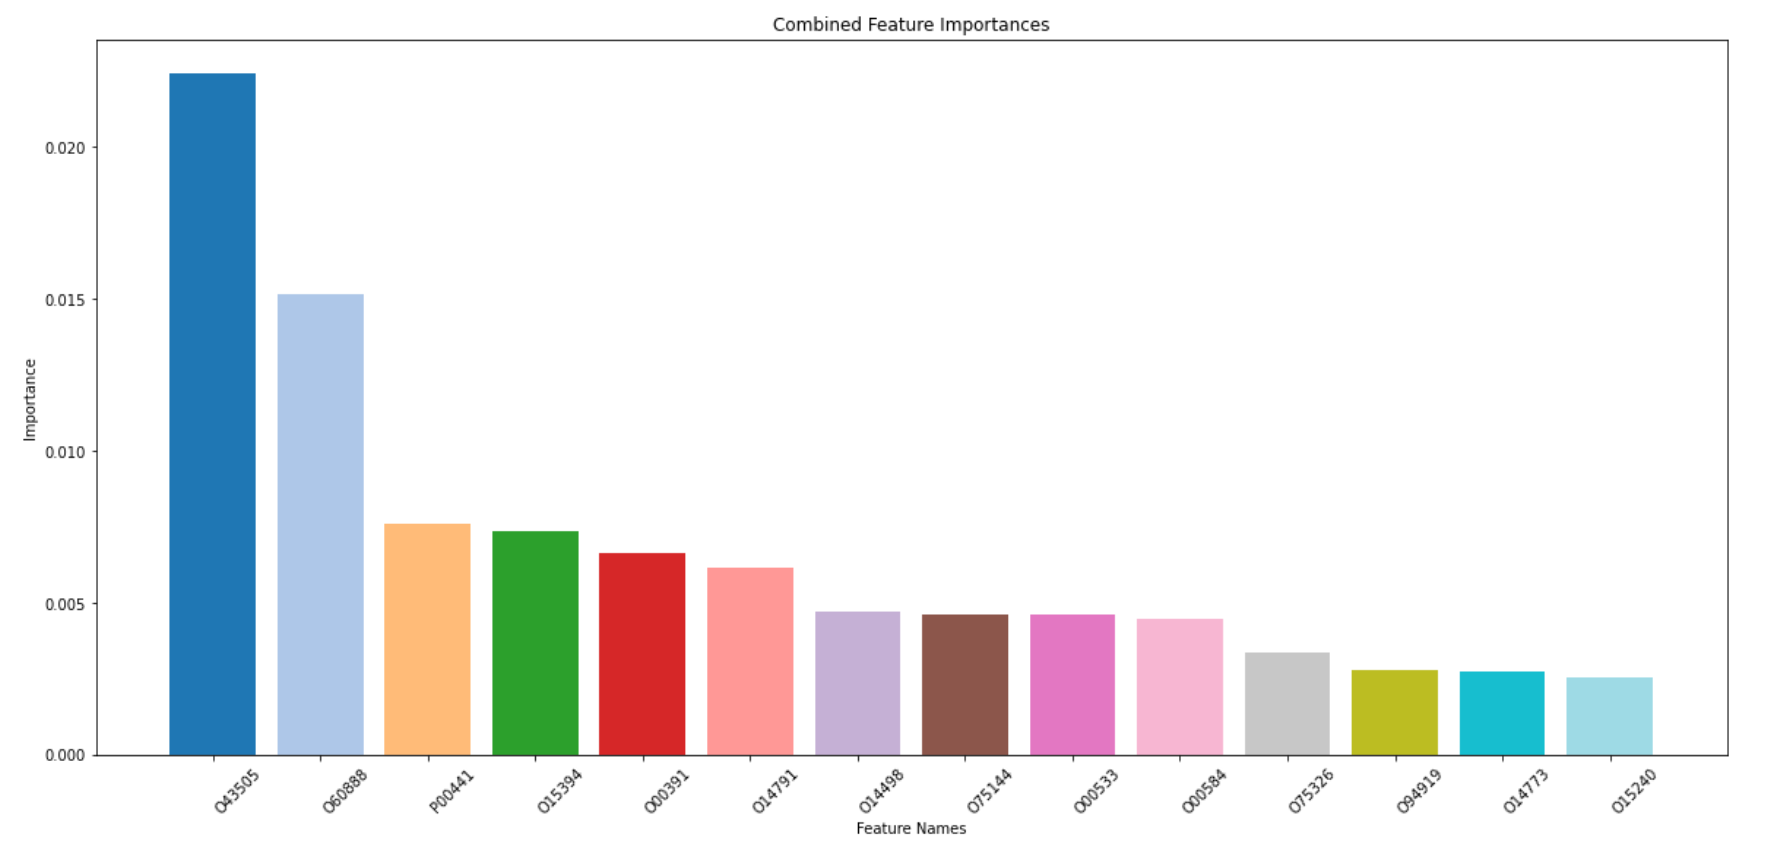 Combined Feature Importances
0.020
0.015
0.010
0.005
0.000
Importance
O43505
O60888
P00441
O15394
O00391
O14791
O14498
O75144
O00533
O00584
O75326
O94919
O14773
O15240
Feature Names